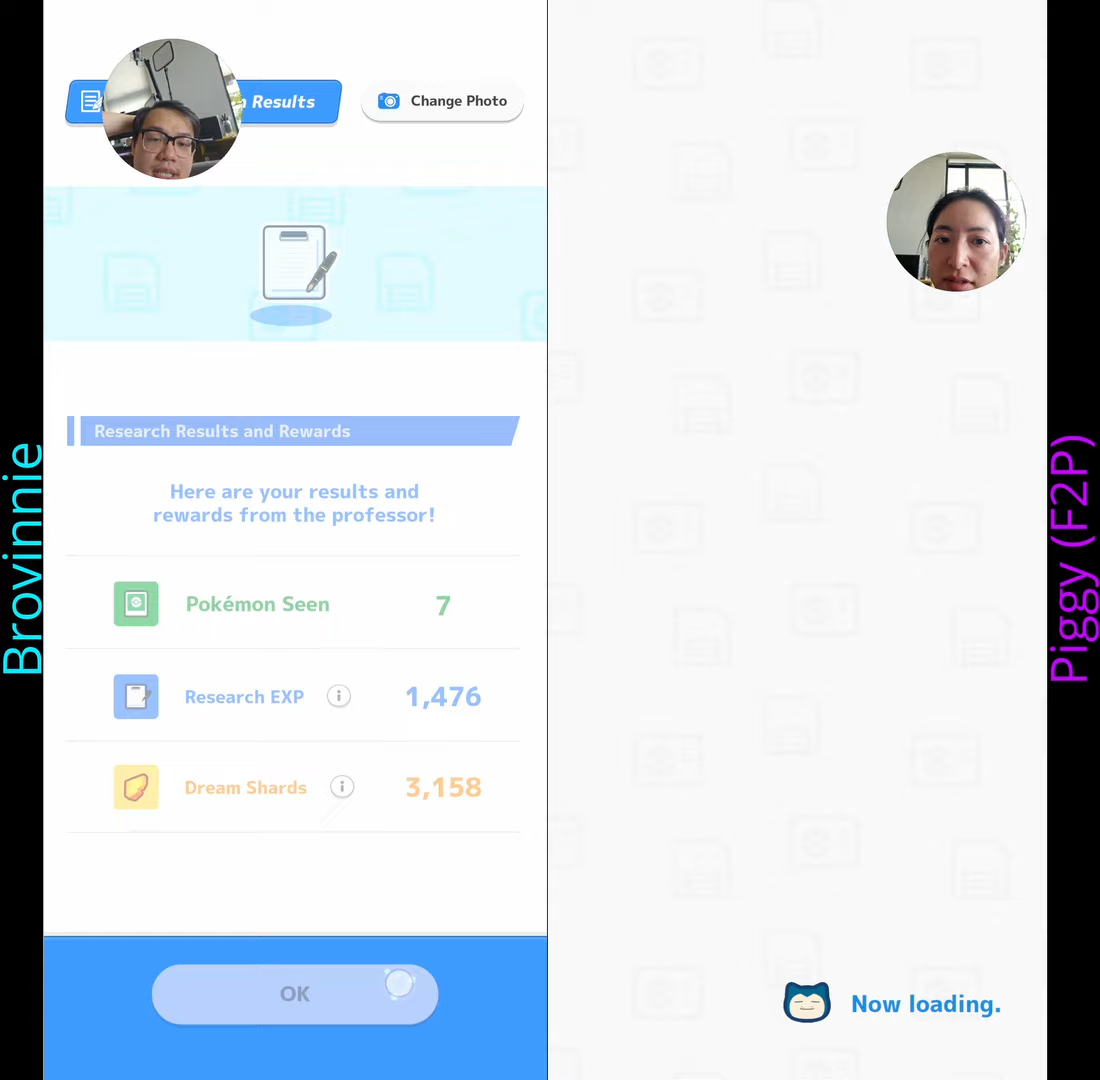 Brovinnie
Results
Change Photo
Research Results and Rewards
Here are your results and
rewards from the professor!
Pokémon Seen 7
Research EXP 1,476
Dream Shards 3,158
OK
Now loading.
Piggy (F2P)